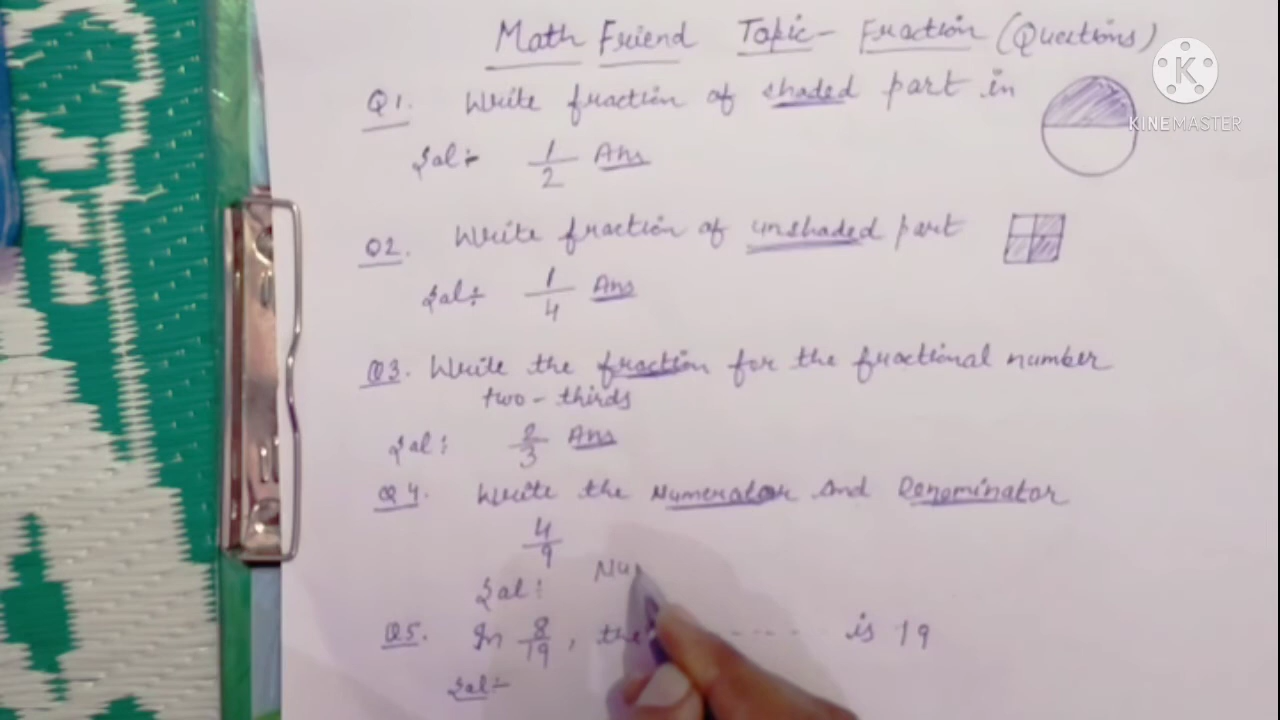 Math Friend Topic - Fraction (Questions)
Q1. Write fraction of shaded part in
Sol:- 1/2 Ans
Q2. Write fraction of unshaded part
Sol:- 1/4 Ans
Q3. Write the fraction for the fractional number
two-thirds
Sol: 2/3 Ans
Q4. Write the Numerator and Denominator
4/9
Sol: Nu
Q5. In 8/19, the ---- is 19
Sol:-
K
KINEMASTER